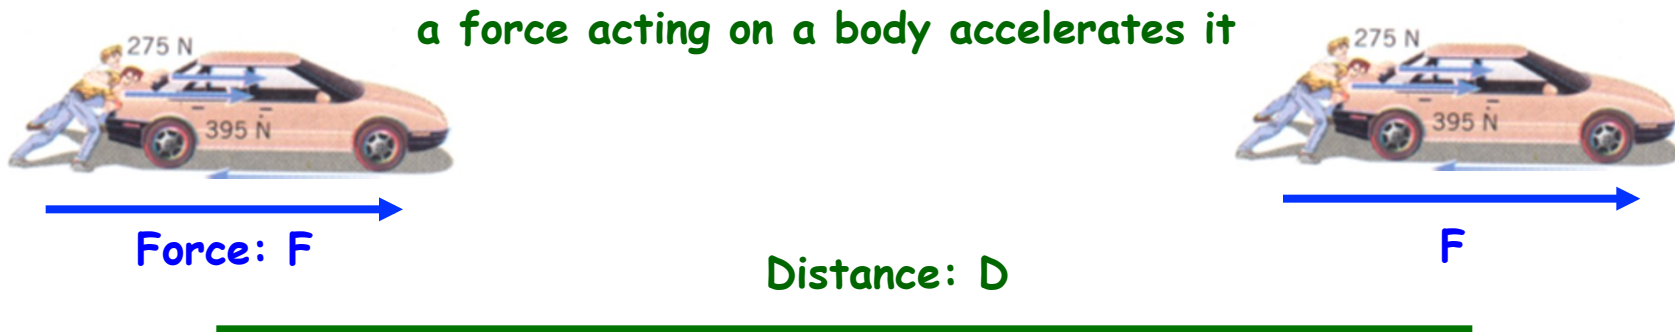 a force acting on a body accelerates it
275 N
395 N
275 N
395 N
Force: F
F
Distance: D